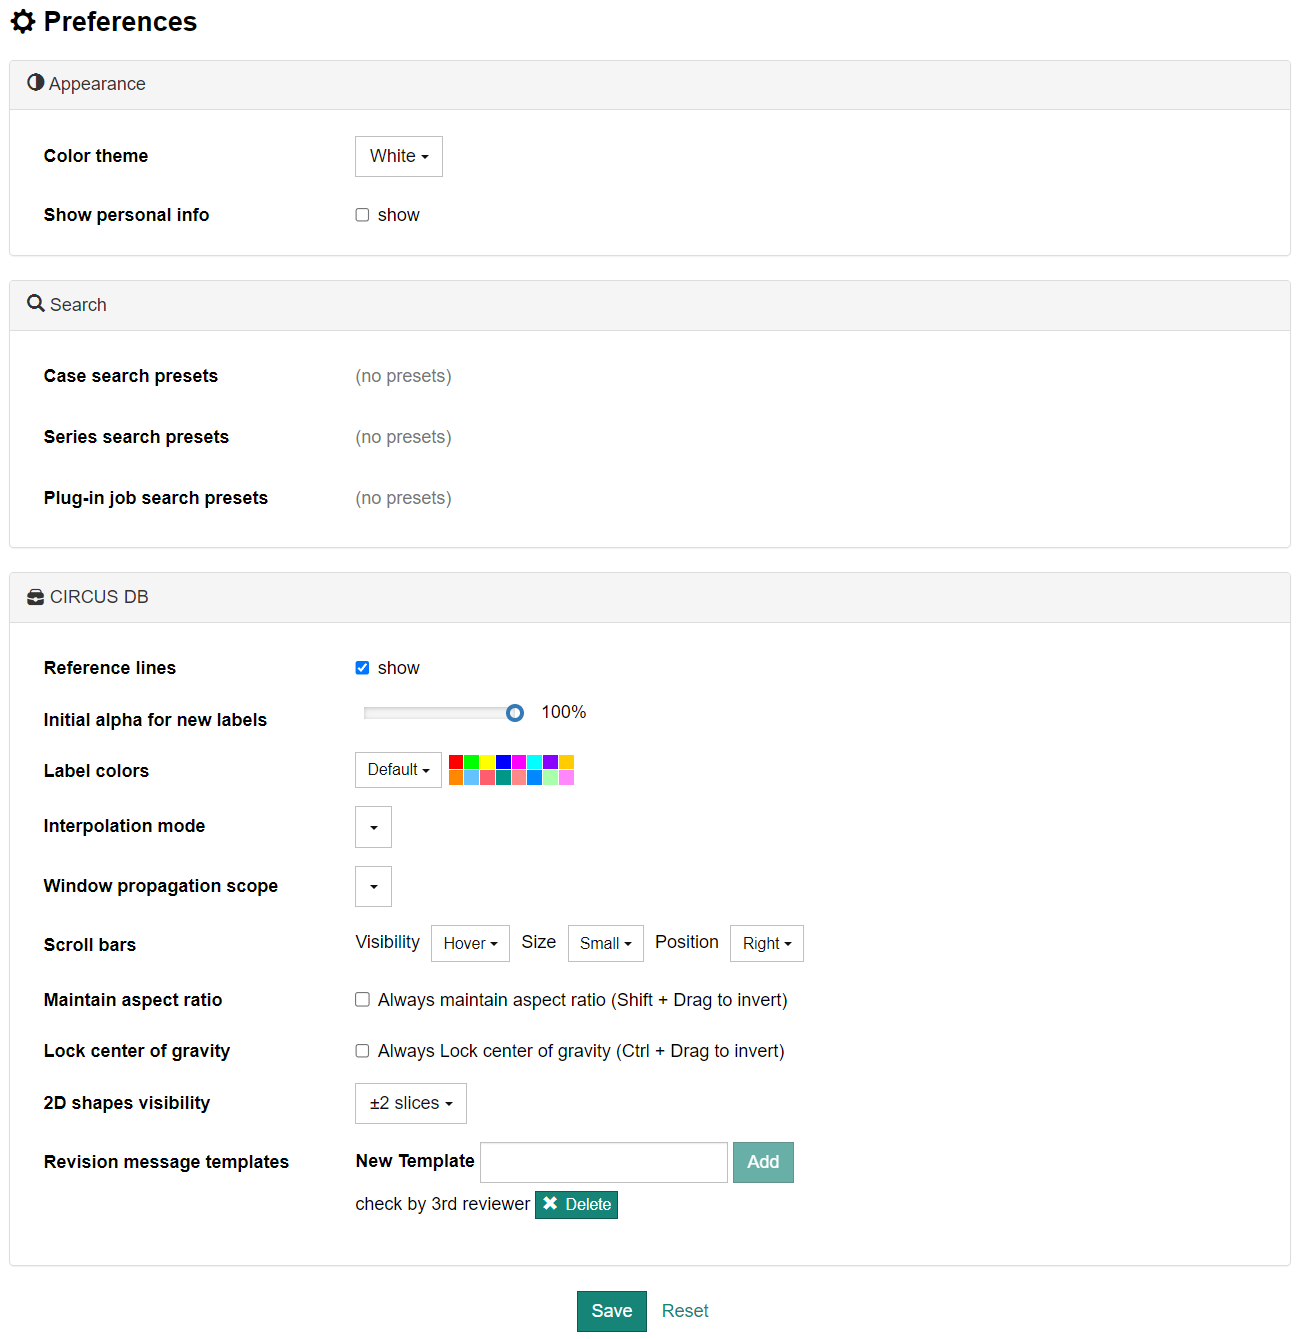 Preferences
Appearance
Color theme White
Show personal info show
Search
Case search presets (no presets)
Series search presets (no presets)
Plug-in job search presets (no presets)
CIRCUS DB
Reference lines show
Initial alpha for new labels 100%
Label colors Default
Interpolation mode
Window propagation scope
Scroll bars Visibility Hover Size Small Position Right
Maintain aspect ratio Always maintain aspect ratio (Shift + Drag to invert)
Lock center of gravity Always Lock center of gravity (Ctrl + Drag to invert)
2D shapes visibility ±2 slices
Revision message templates New Template Add
check by 3rd reviewer Delete
Save Reset